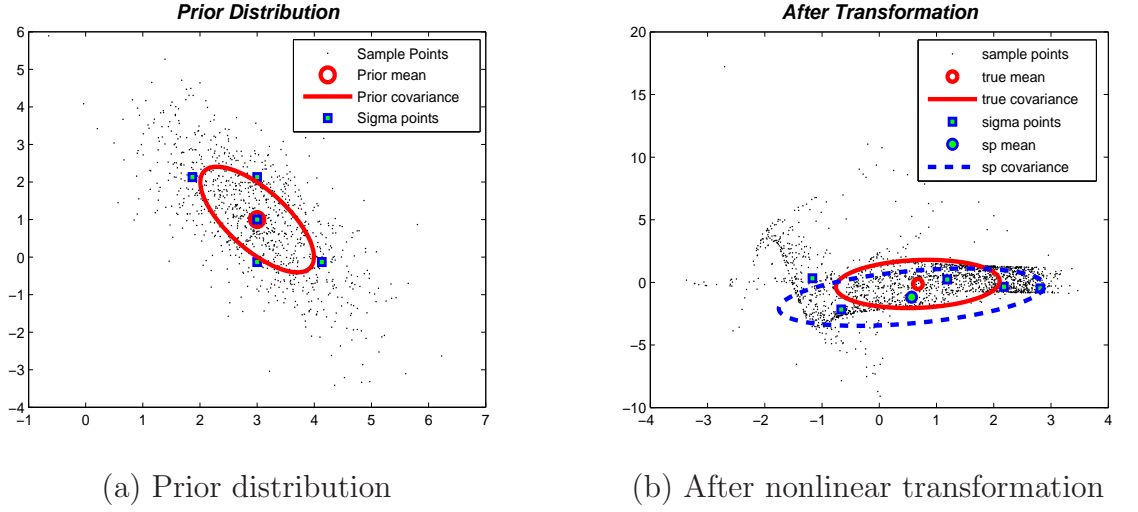 Prior Distribution
6
5
4
3
2
1
0
−1
−2
−3
−4
−1 0 1 2 3 4 5 6 7
Sample Points
Prior mean
Prior covariance
Sigma points
(a) Prior distribution
After Transformation
20
15
10
5
0
−5
−10
−4 −3 −2 −1 0 1 2 3 4
sample points
true mean
true covariance
sigma points
sp mean
sp covariance
(b) After nonlinear transformation